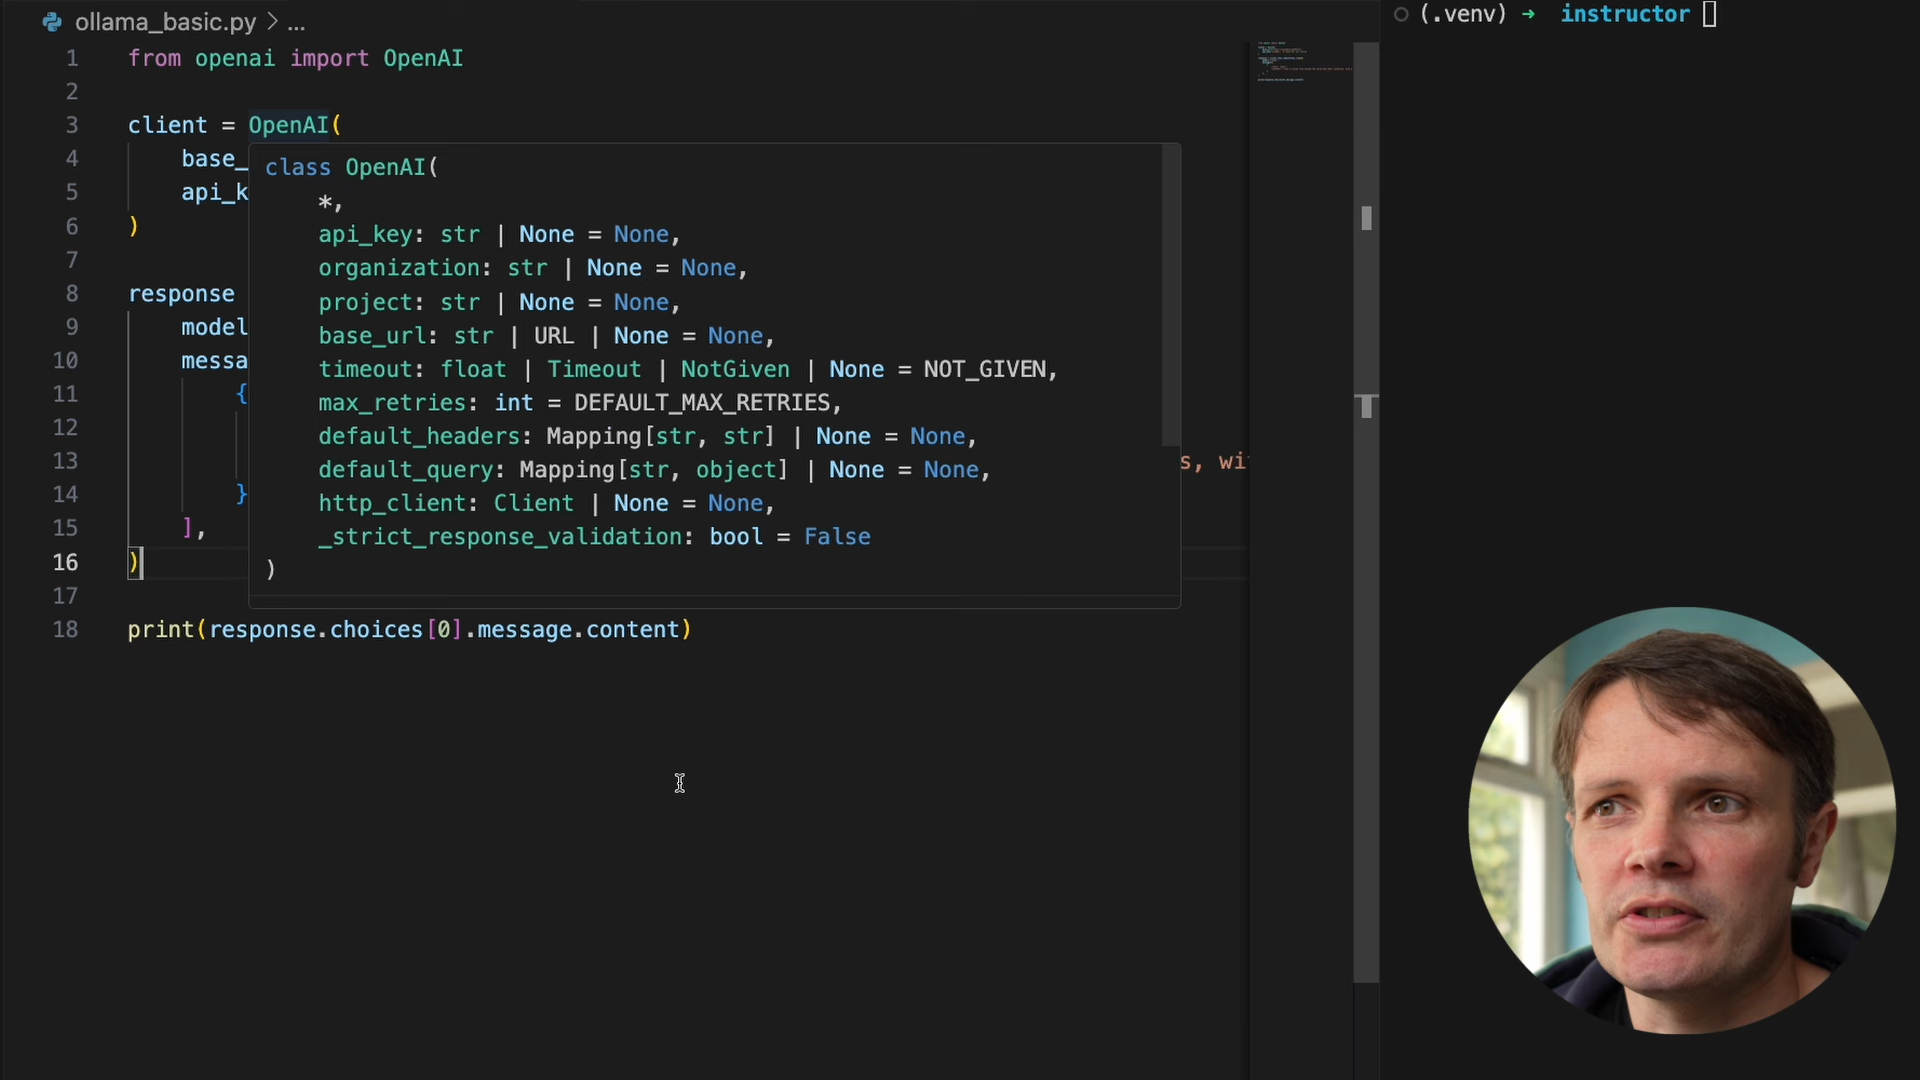 ollama_basic.py > ...
1 from openai import OpenAI
2
3 client = OpenAI(
4 base_
5 api_k
6 )
7
8 response
9 model
10 messa
11 {
12
13 s, wi
14 }
15 ],
16 )
17
18 print(response.choices[0].message.content)
class OpenAI(
*,
api_key: str | None = None,
organization: str | None = None,
project: str | None = None,
base_url: str | URL | None = None,
timeout: float | Timeout | NotGiven | None = NOT_GIVEN,
max_retries: int = DEFAULT_MAX_RETRIES,
default_headers: Mapping[str, str] | None = None,
default_query: Mapping[str, object] | None = None,
http_client: Client | None = None,
_strict_response_validation: bool = False
)
(.venv) → instructor